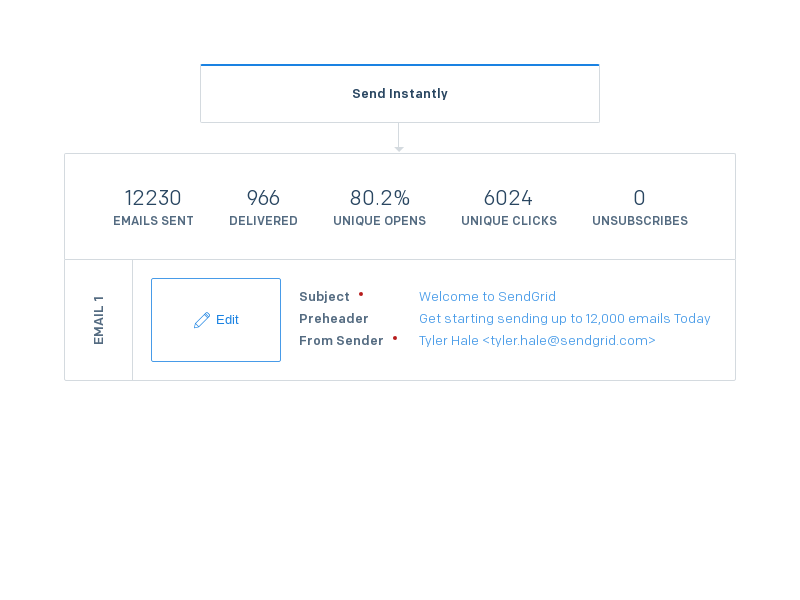 Send Instantly
12230 966 80.2% 6024 0
EMAILS SENT DELIVERED UNIQUE OPENS UNIQUE CLICKS UNSUBSCRIBES
EMAIL 1
Edit
Subject • Welcome to SendGrid
Preheader Get starting sending up to 12,000 emails Today
From Sender • Tyler Hale <tyler.hale@sendgrid.com>